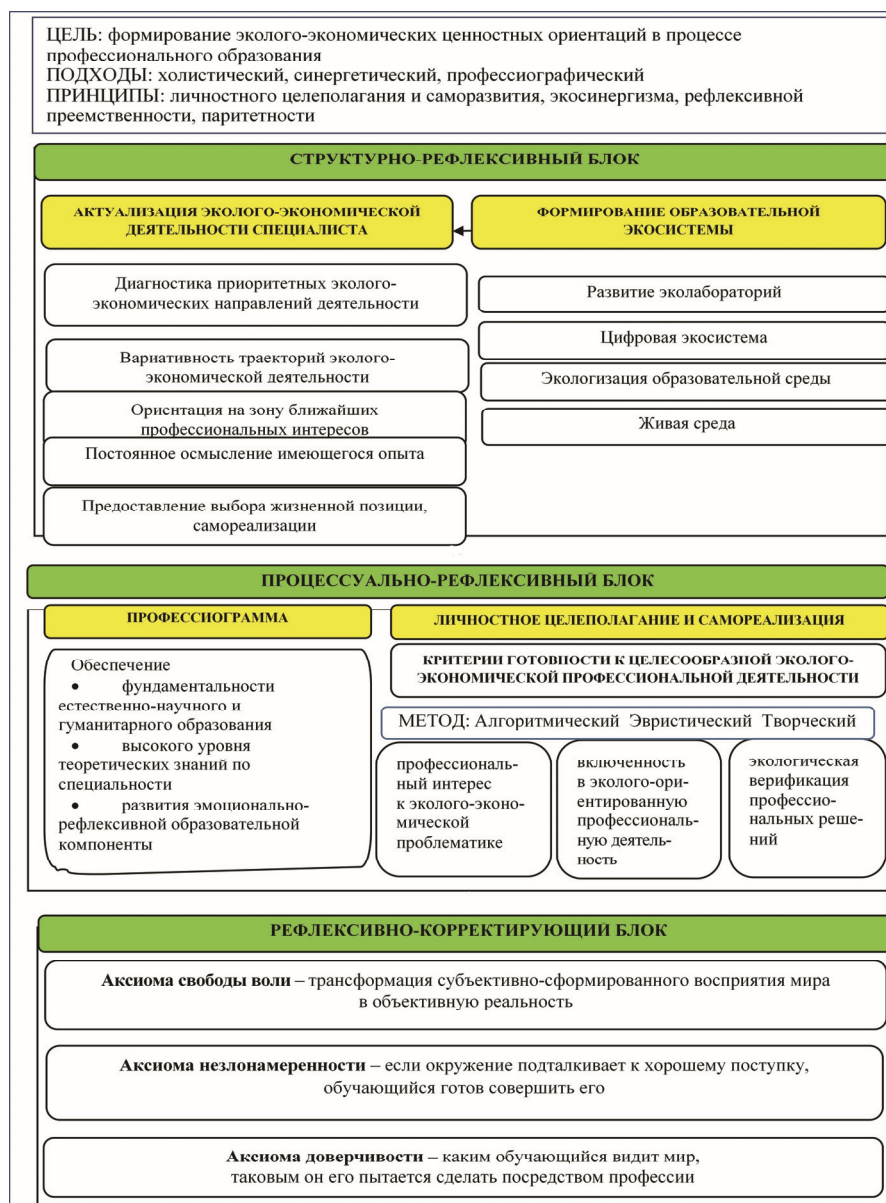 ЦЕЛЬ: формирование эколого-экономических ценностных ориентаций в процессе
профессионального образования
ПОДХОДЫ: холистический, синергетический, профессиографический
ПРИНЦИПЫ: личностного целеполагания и саморазвития, экосинергизма, рефлексивной
преемственности, паритетности
СТРУКТУРНО-РЕФЛЕКСИВНЫЙ БЛОК
АКТУАЛИЗАЦИЯ ЭКОЛОГО-ЭКОНОМИЧЕСКОЙ
ДЕЯТЕЛЬНОСТИ СПЕЦИАЛИСТА
Диагностика приоритетных эколого-
экономических направлений деятельности
Вариативность траекторий эколого-
экономической деятельности
Ориентация на зону ближайших
профессиональных интересов
Постоянное осмысление имеющегося опыта
Предоставление выбора жизненной позиции,
самореализации
ФОРМИРОВАНИЕ ОБРАЗОВАТЕЛЬНОЙ
ЭКОСИСТЕМЫ
Развитие эколабораторий
Цифровая экосистема
Экологизация образовательной среды
Живая среда
ПРОЦЕССУАЛЬНО-РЕФЛЕКСИВНЫЙ БЛОК
ПРОФЕССИОГРАММА
Обеспечение
• фундаментальности
естественно-научного и
гуманитарного образования
• высокого уровня
теоретических знаний по
специальности
• развития эмоционально-
рефлексивной образовательной
компоненты
ЛИЧНОСТНОЕ ЦЕЛЕПОЛАГАНИЕ И САМОРЕАЛИЗАЦИЯ
КРИТЕРИИ ГОТОВНОСТИ К ЦЕЛЕСООБРАЗНОЙ ЭКОЛОГО-
ЭКОНОМИЧЕСКОЙ ПРОФЕССИОНАЛЬНОЙ ДЕЯТЕЛЬНОСТИ
МЕТОД: Алгоритмический Эвристический Творческий
профессиональ-
ный интерес
к эколого-эконо-
мической
проблематике
включенность
в эколого-ори-
ентированную
профессиональ-
ную деятель-
ность
экологическая
верификация
профессио-
нальных реше-
ний
РЕФЛЕКСИВНО-КОРРЕКТИРУЮЩИЙ БЛОК
Аксиома свободы воли – трансформация субъективно-сформированного восприятия мира
в объективную реальность
Аксиома незлонамеренности – если окружение подталкивает к хорошему поступку,
обучающийся готов совершить его
Аксиома доверчивости – каким обучающийся видит мир,
таковым он его пытается сделать посредством профессии